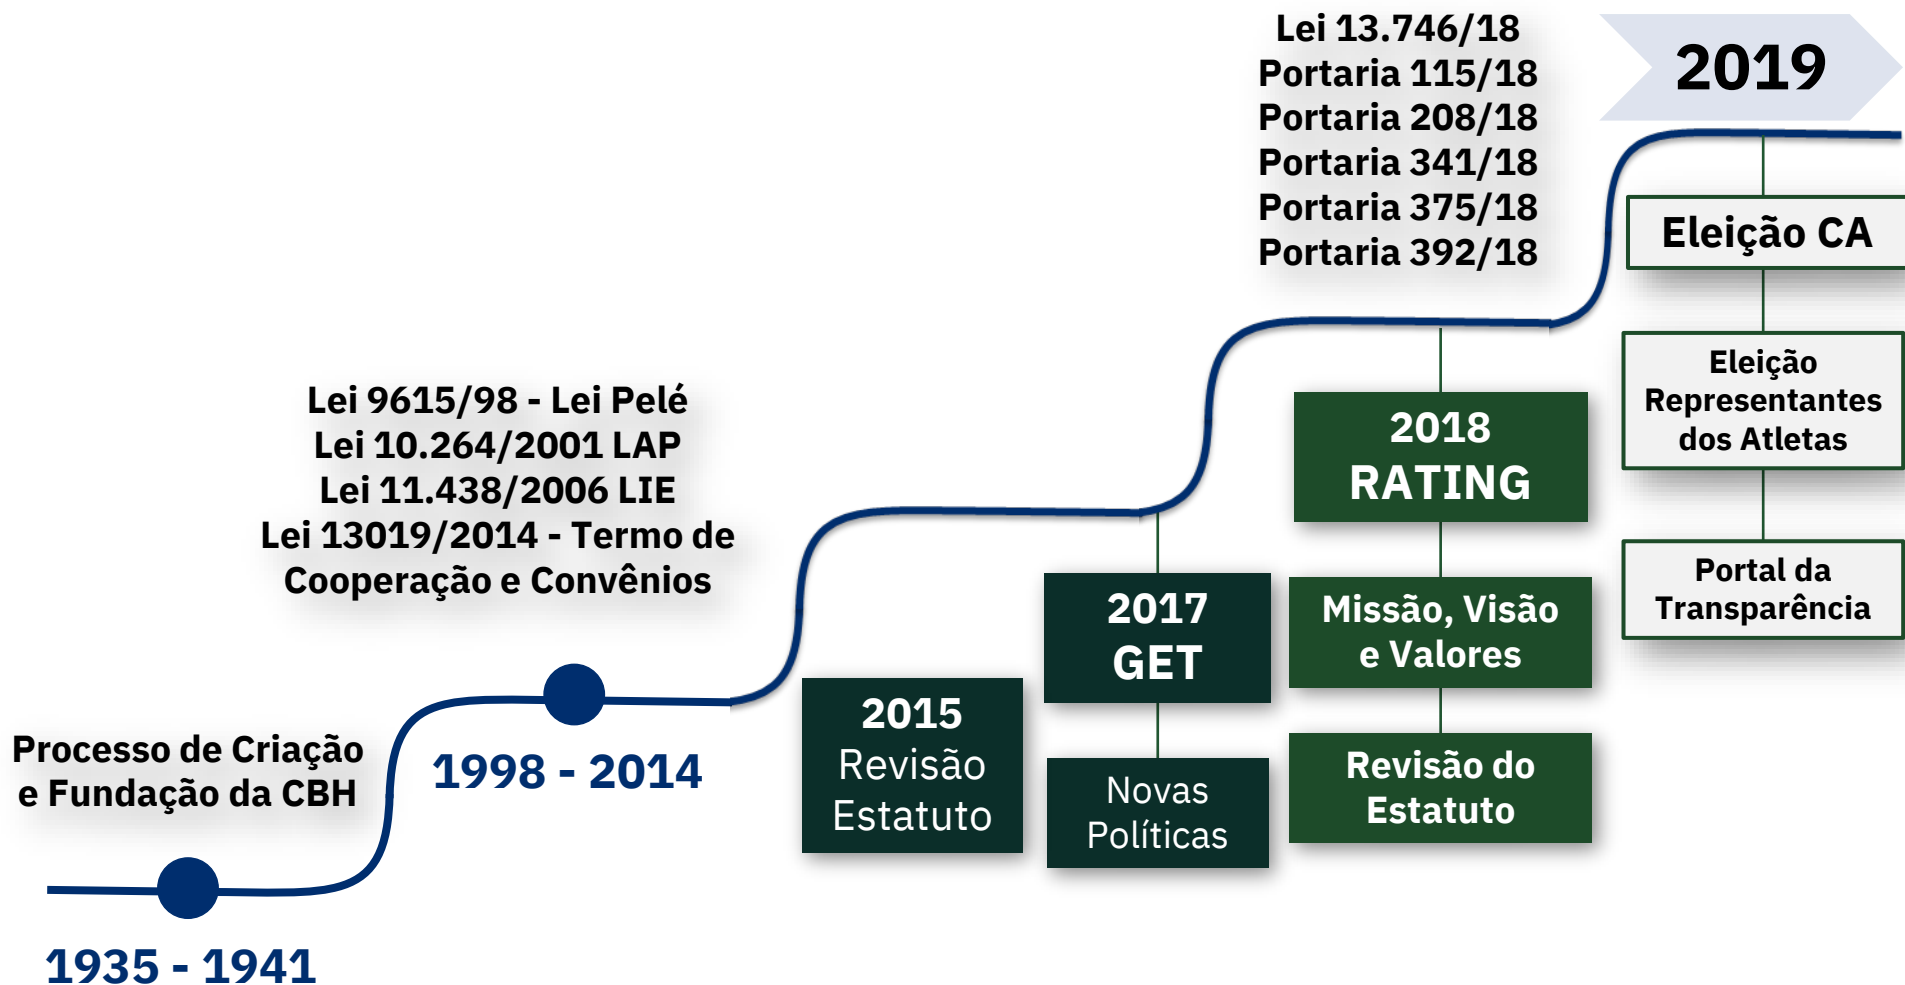 Processo de Criação
e Fundação da CBH
1935 - 1941
Lei 9615/98 - Lei Pelé
Lei 10.264/2001 LAP
Lei 11.438/2006 LIE
Lei 13019/2014 - Termo de
Cooperação e Convênios
1998 - 2014
2015
Revisão
Estatuto
2017
GET
Novas
Políticas
Lei 13.746/18
Portaria 115/18
Portaria 208/18
Portaria 341/18
Portaria 375/18
Portaria 392/18
2018
RATING
Missão, Visão
e Valores
Revisão do
Estatuto
2019
Eleição CA
Eleição
Representantes
dos Atletas
Portal da
Transparência